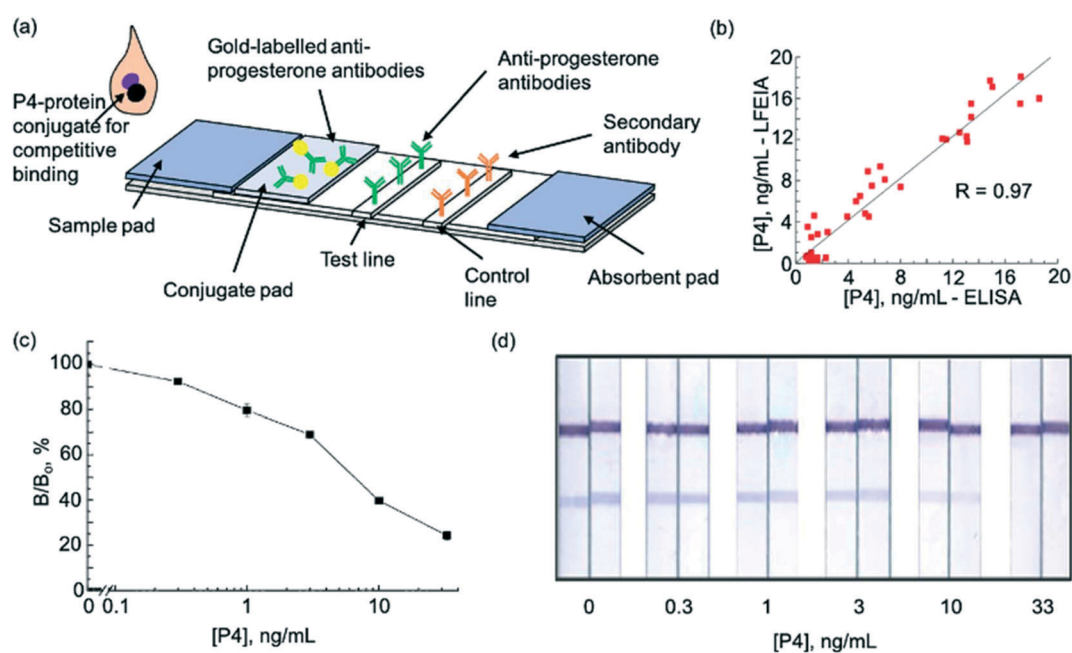 (a)
Gold-labelled anti-
progesterone antibodies
Anti-progesterone
antibodies
P4-protein
conjugate for
competitive
binding
Secondary
antibody
Sample pad
Conjugate pad
Test line
Control
line
Absorbent pad
(b)
[P4], ng/mL - LFEIA
20
16
12
8
4
0
R = 0.97
0 4 8 12 16 20
[P4], ng/mL - ELISA
(c)
B/B₀, %
100
80
60
40
20
0
0 0.1 1 10
[P4], ng/mL
(d)
0 0.3 1 3 10 33
[P4], ng/mL